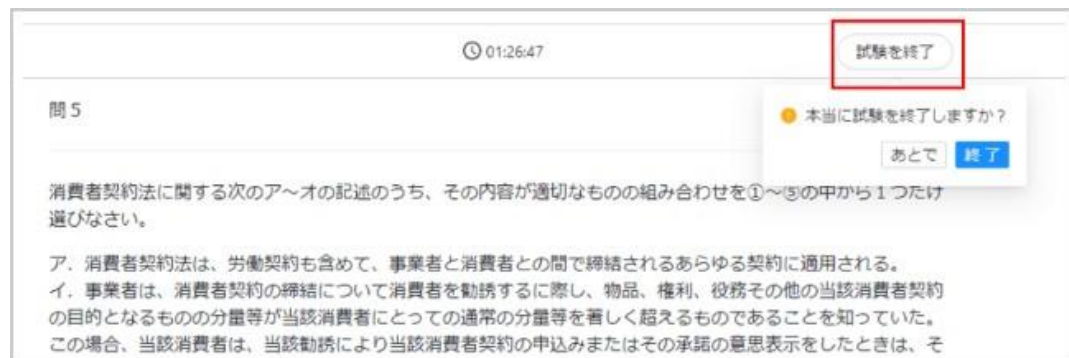 01:26:47
試験を終了
問 5
本当に試験を終了しますか？
あとで
終了
消費者契約法に関する次のア～オの記述のうち、その内容が適切なものの組み合わせを①～⑤の中から１つだけ
選びなさい。
ア．消費者契約法は、労働契約も含めて、事業者と消費者との間で締結されるあらゆる契約に適用される。
イ．事業者は、消費者契約の締結について消費者を勧誘するに際し、物品、権利、役務その他の当該消費者契約
の目的となるものの分量等が当該消費者にとっての通常の分量等を著しく超えるものであることを知っていた。
この場合、当該消費者は、当該勧誘により当該消費者契約の申込みまたはその承諾の意思表示をしたときは、そ